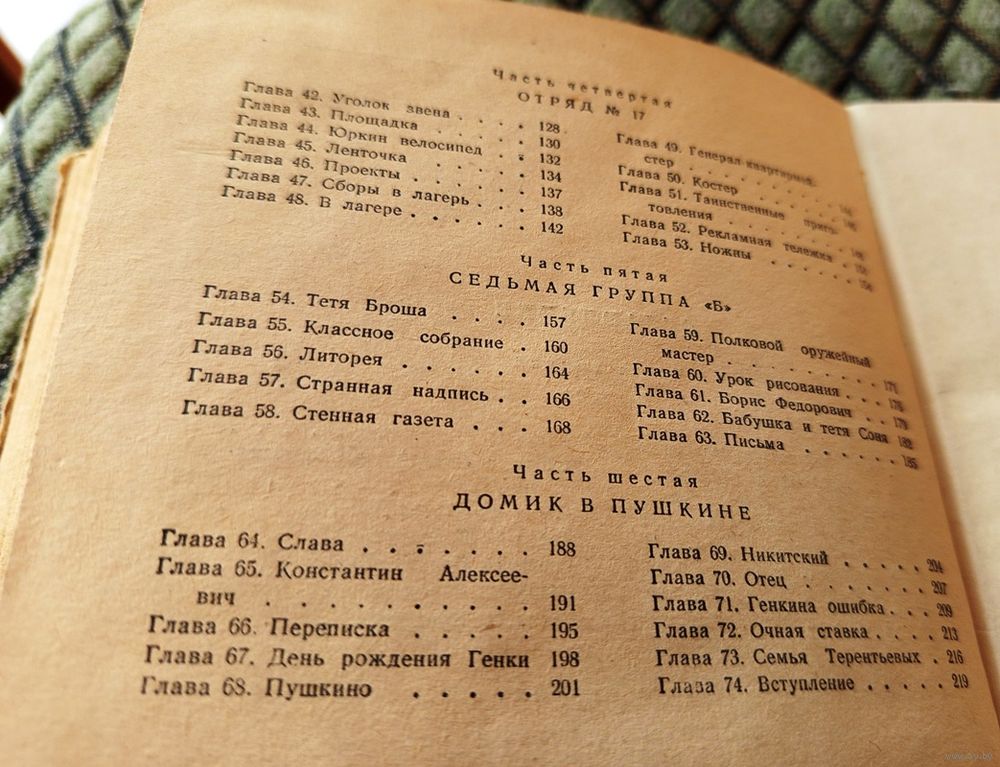 Часть четвертая
ОТРЯД № 17
Глава 42. Уголок звена . . . . 128
Глава 43. Площадка . . . . . 130
Глава 44. Юркин велосипед . . 132
Глава 45. Ленточка . . . . . 134
Глава 46. Проекты . . . . . . 137
Глава 47. Сборы в лагерь . . . 138
Глава 48. В лагере . . . . . . 142
Глава 49. Генерал-квартирмей-
стер . . . . . . .
Глава 50. Костер . . . . .
Глава 51. Таинственные приго-
товления . . . . . .
Глава 52. Рекламная тележка .
Глава 53. Ножны . . . . . .
Часть пятая
СЕДЬМАЯ ГРУППА «Б»
Глава 54. Тетя Броша . . . . 157
Глава 55. Классное собрание . 160
Глава 56. Литорея . . . . . . 164
Глава 57. Странная надпись . . 166
Глава 58. Стенная газета . . . 168
Глава 59. Полковой оружейный
мастер . . . . . . . .
Глава 60. Урок рисования . . .
Глава 61. Борис Федорович . . 179
Глава 62. Бабушка и тетя Соня 182
Глава 63. Письма . . . . . . 185
Часть шестая
ДОМИК В ПУШКИНЕ
Глава 64. Слава . . . . . . . 188
Глава 65. Константин Алексее-
вич . . . . . . . . . . 191
Глава 66. Переписка . . . . . 195
Глава 67. День рождения Генки 198
Глава 68. Пушкино . . . . . 201
Глава 69. Никитский . . . . . 204
Глава 70. Отец . . . . . . . 207
Глава 71. Генкина ошибка . . . 209
Глава 72. Очная ставка . . . . 213
Глава 73. Семья Терентьевых . 216
Глава 74. Вступление . . . . . 219